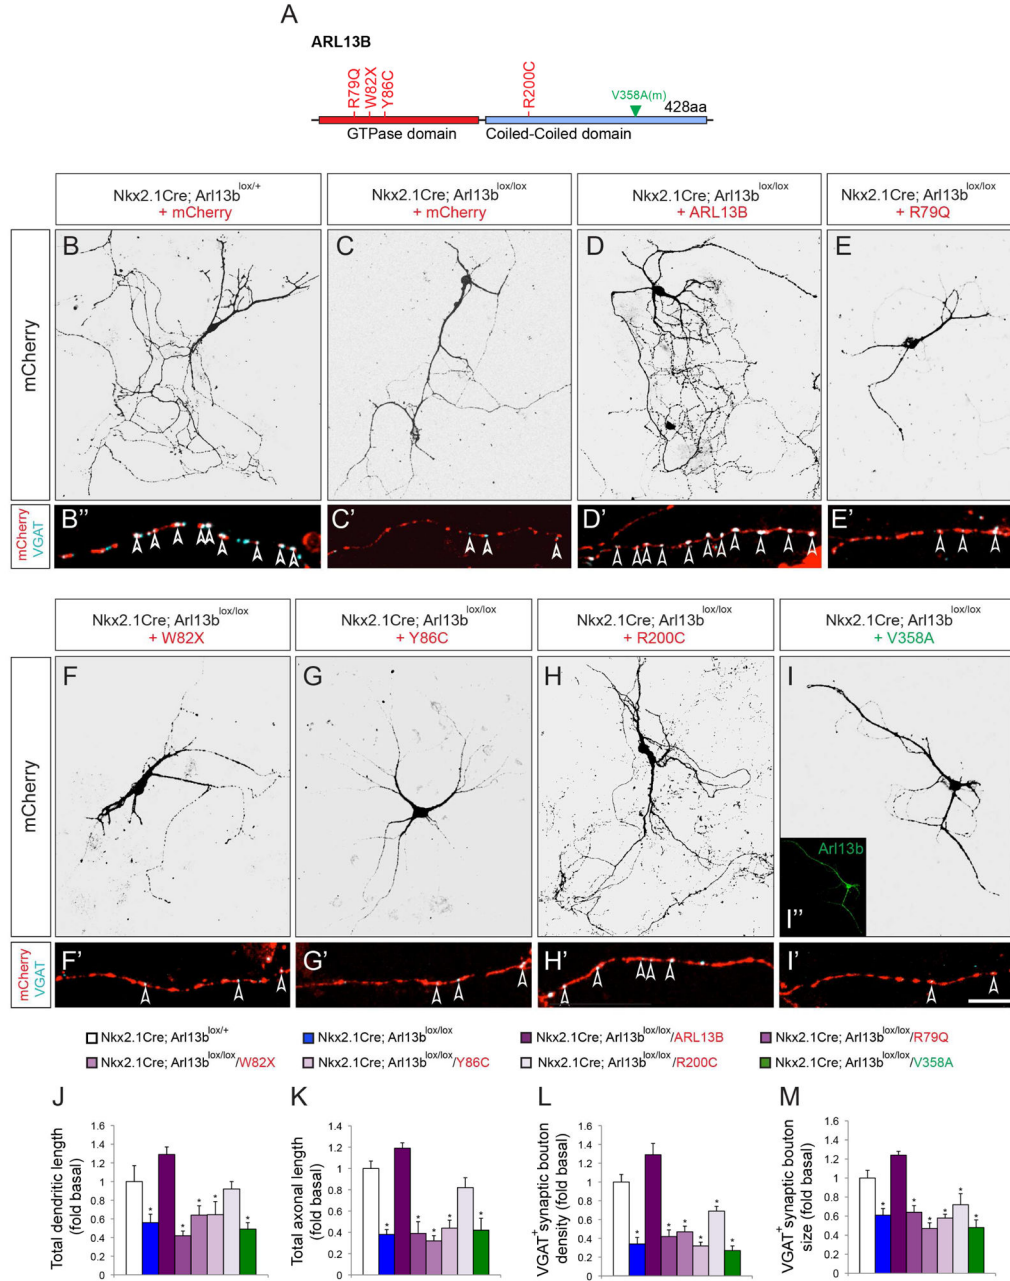 A
ARL13B
R79Q
W82X
Y86C
R200C
V358A(m)
428aa
GTPase domain
Coiled-Coiled domain
Nkx2.1Cre; Arl13b lox/+
+ mCherry
Nkx2.1Cre; Arl13b lox/lox
+ mCherry
Nkx2.1Cre; Arl13b lox/lox
+ ARL13B
Nkx2.1Cre; Arl13b lox/lox
+ R79Q
mCherry
B
C
D
E
mCherry
VGAT
B''
C'
D'
E'
Nkx2.1Cre; Arl13b lox/lox
+ W82X
Nkx2.1Cre; Arl13b lox/lox
+ Y86C
Nkx2.1Cre; Arl13b lox/lox
+ R200C
Nkx2.1Cre; Arl13b lox/lox
+ V358A
mCherry
F
G
H
I
Arl13b
I''
mCherry
VGAT
F'
G'
H'
I'
Nkx2.1Cre; Arl13b lox/+
Nkx2.1Cre; Arl13b lox/lox
Nkx2.1Cre; Arl13b lox/lox/ARL13B
Nkx2.1Cre; Arl13b lox/lox/R79Q
Nkx2.1Cre; Arl13b lox/lox/W82X
Nkx2.1Cre; Arl13b lox/lox/Y86C
Nkx2.1Cre; Arl13b lox/lox/R200C
Nkx2.1Cre; Arl13b lox/lox/V358A
J
Total dendritic length
(fold basal)
1.6
1.4
1.2
1
0.8
0.6
0.4
0.2
0
* * * * *
K
Total axonal length
(fold basal)
1.6
1.4
1.2
1
0.8
0.6
0.4
0.2
0
* * * * *
L
VGAT+ synaptic bouton
density (fold basal)
1.6
1.4
1.2
1
0.8
0.6
0.4
0.2
0
* * * * * *
M
VGAT+ synaptic bouton
size (fold basal)
1.6
1.4
1.2
1
0.8
0.6
0.4
0.2
0
* * * * * *